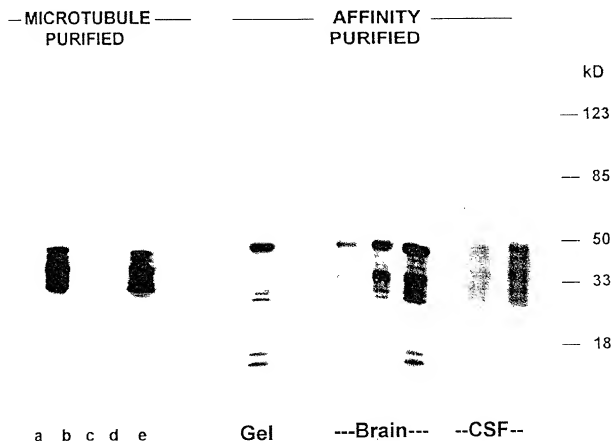 MICROTUBULE
PURIFIED
AFFINITY
PURIFIED
kD
123
85
50
33
18
a b c d e
Gel
---Brain---
--CSF--